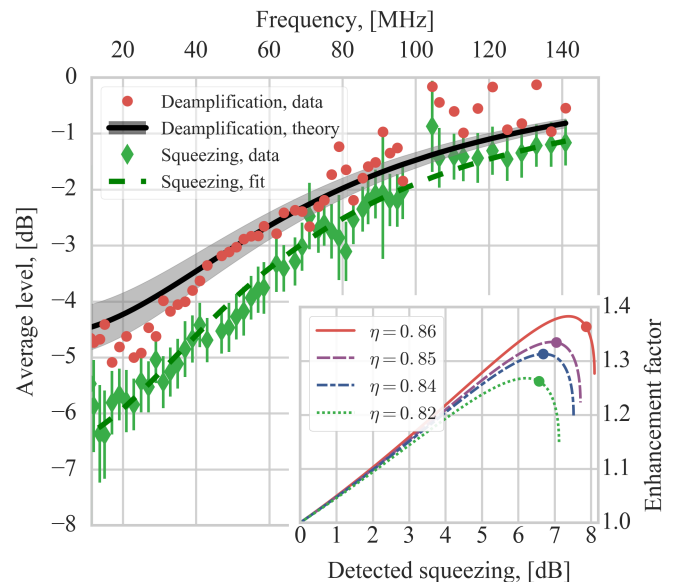 Frequency, [MHz]
20 40 60 80 100 120 140
0
−1
−2
−3
−4
−5
−6
−7
−8
Average level, [dB]
Deamplification, data
Deamplification, theory
Squeezing, data
Squeezing, fit
η = 0.86
η = 0.85
η = 0.84
η = 0.82
1.4
1.3
1.2
1.1
1.0
Enhancement factor
0 1 2 3 4 5 6 7 8
Detected squeezing, [dB]